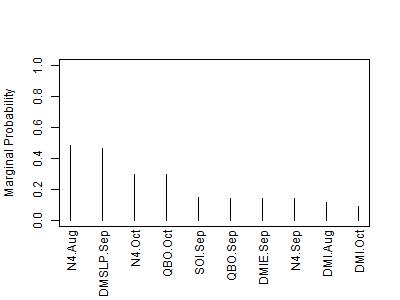 Marginal Probability
1.0
0.8
0.6
0.4
0.2
0.0
N4.Aug
DMSLP.Sep
N4.Oct
QBO.Oct
SOI.Sep
QBO.Sep
DMIE.Sep
N4.Sep
DMI.Aug
DMI.Oct